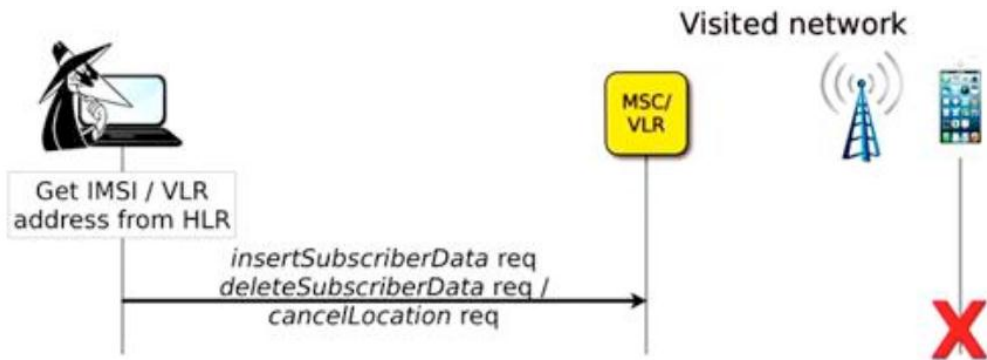 Visited network
MSC/
VLR
Get IMSI / VLR
address from HLR
insertSubscriberData req
deleteSubscriberData req /
cancelLocation req